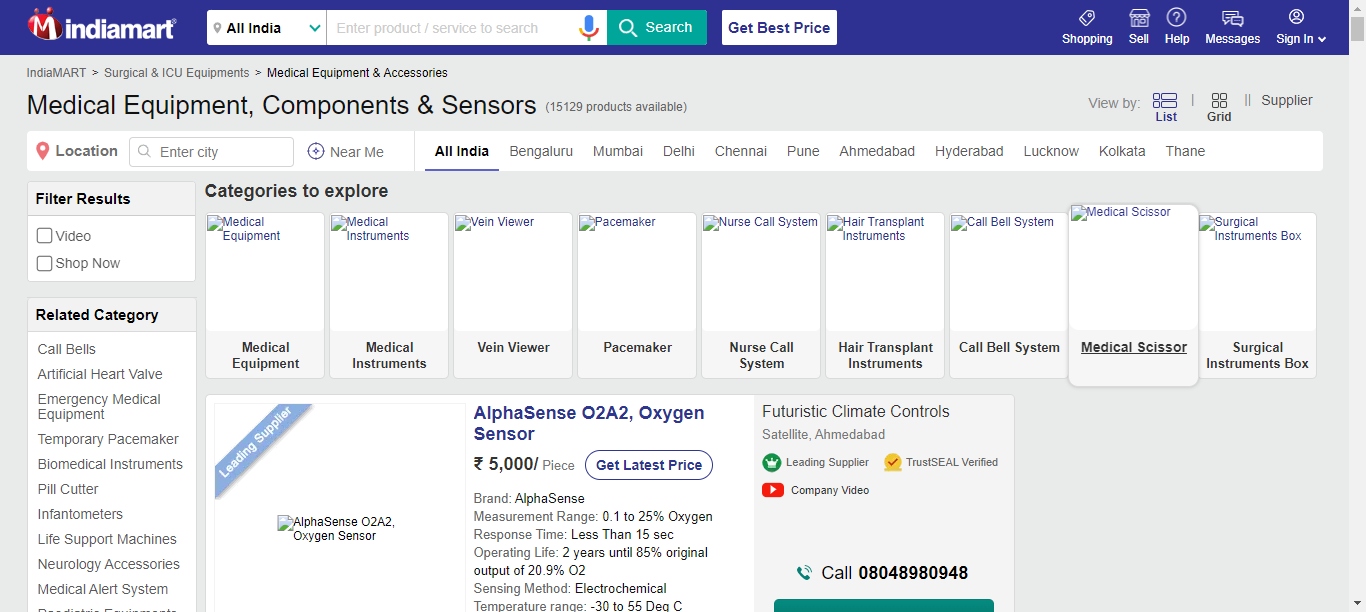 indiamart
All India
Enter product / service to search
Search
Get Best Price
Shopping
Sell
Help
Messages
Sign In
IndiaMART > Surgical & ICU Equipments > Medical Equipment & Accessories
Medical Equipment, Components & Sensors (15129 products available)
View by:
List
Grid
Supplier
Location
Enter city
Near Me
All India
Bengaluru
Mumbai
Delhi
Chennai
Pune
Ahmedabad
Hyderabad
Lucknow
Kolkata
Thane
Filter Results
Video
Shop Now
Related Category
Call Bells
Artificial Heart Valve
Emergency Medical
Equipment
Temporary Pacemaker
Biomedical Instruments
Pill Cutter
Infantometers
Life Support Machines
Neurology Accessories
Medical Alert System
Paediatric Equipments
Categories to explore
Medical
Equipment
Medical
Instruments
Vein Viewer
Pacemaker
Nurse Call System
Hair Transplant
Instruments
Call Bell System
Medical Scissor
Surgical
Instruments Box
Medical
Equipment
Medical
Instruments
Vein Viewer
Pacemaker
Nurse Call
System
Hair Transplant
Instruments
Call Bell System
Medical Scissor
Surgical
Instruments Box
Leading Supplier
AlphaSense O2A2,
Oxygen Sensor
AlphaSense O2A2, Oxygen
Sensor
₹ 5,000/ Piece
Get Latest Price
Brand: AlphaSense
Measurement Range: 0.1 to 25% Oxygen
Response Time: Less Than 15 sec
Operating Life: 2 years until 85% original
output of 20.9% O2
Sensing Method: Electrochemical
Temperature range: -30 to 55 Deg C
Futuristic Climate Controls
Satellite, Ahmedabad
Leading Supplier
TrustSEAL Verified
Company Video
Call 08048980948